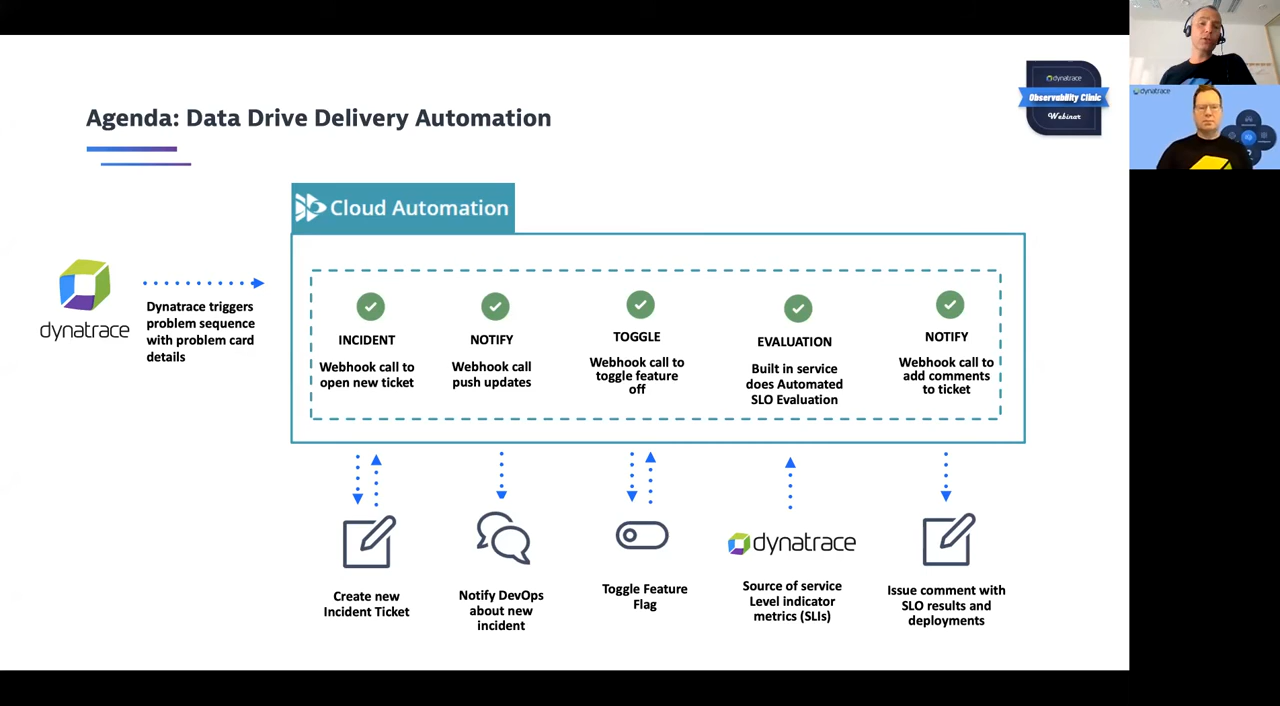 dynatrace
Observability Clinic
Webinar
dynatrace
Agenda: Data Drive Delivery Automation
Cloud Automation
dynatrace
Dynatrace triggers
problem sequence
with problem card
details
INCIDENT
Webhook call to
open new ticket
NOTIFY
Webhook call
push updates
TOGGLE
Webhook call to
toggle feature
off
EVALUATION
Built in service
does Automated
SLO Evaluation
NOTIFY
Webhook call to
add comments
to ticket
Create new
Incident Ticket
Notify DevOps
about new
incident
Toggle Feature
Flag
dynatrace
Source of service
Level indicator
metrics (SLIs)
Issue comment with
SLO results and
deployments